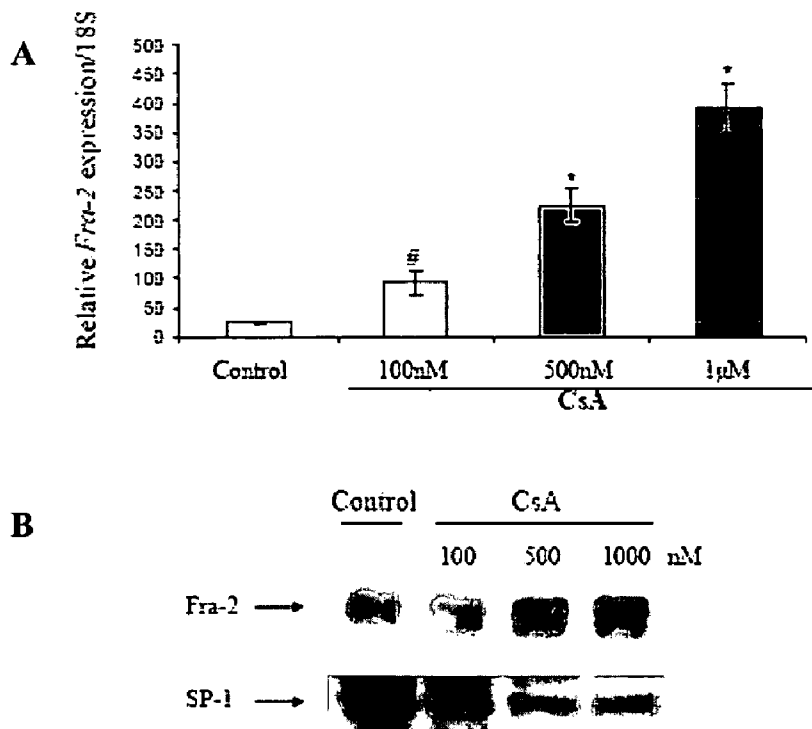 A
Relative Fra-2 expression/18S
500
450
400
350
300
250
200
150
100
50
0
#
*
*
Control
100nM
500nM
1μM
CsA
B
Control
CsA
100
500
1000
nM
Fra-2
SP-1